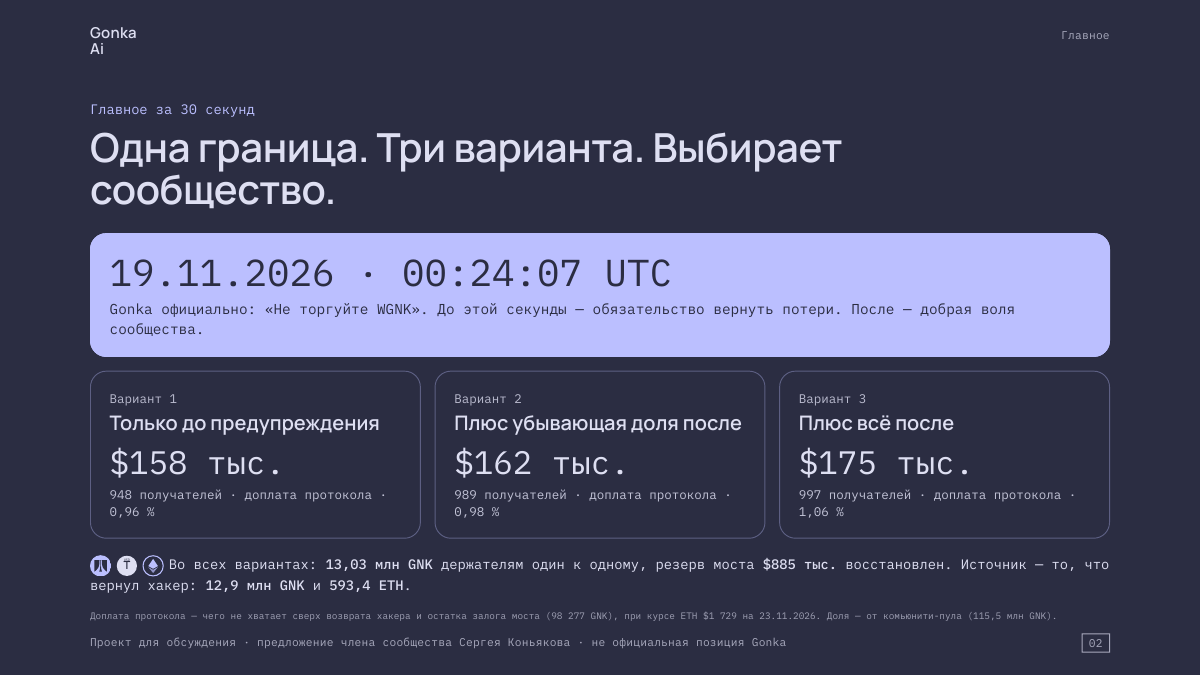 Gonka
Ai
Главное
Главное за 30 секунд
Одна граница. Три варианта. Выбирает
сообщество.
19.11.2026 · 00:24:07 UTC
Gonka официально: «Не торгуйте WGNK». До этой секунды — обязательство вернуть потери. После — добрая воля
сообщества.
Вариант 1
Только до предупреждения
$158 тыс.
948 получателей · доплата протокола ·
0,96 %
Вариант 2
Плюс убывающая доля после
$162 тыс.
989 получателей · доплата протокола ·
0,98 %
Вариант 3
Плюс всё после
$175 тыс.
997 получателей · доплата протокола ·
1,06 %
Во всех вариантах: 13,03 млн GNK держателям один к одному, резерв моста $885 тыс. восстановлен. Источник — то, что
вернул хакер: 12,9 млн GNK и 593,4 ETH.
Доплата протокола — чего не хватает сверх возврата хакера и остатка залога моста (98 277 GNK), при курсе ETH $1 729 на 23.11.2026. Доля — от комьюнити-пула (115,5 млн GNK).
Проект для обсуждения · предложение члена сообщества Сергея Коньякова · не официальная позиция Gonka
02